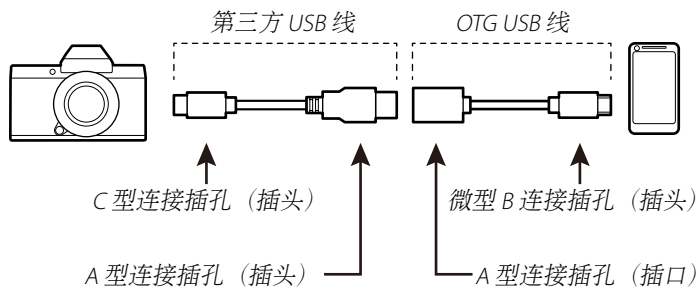 第三方 USB 线
OTG USB 线
C 型连接插孔（插头）
微型 B 连接插孔（插头）
A 型连接插孔（插头）
A 型连接插孔（插口）